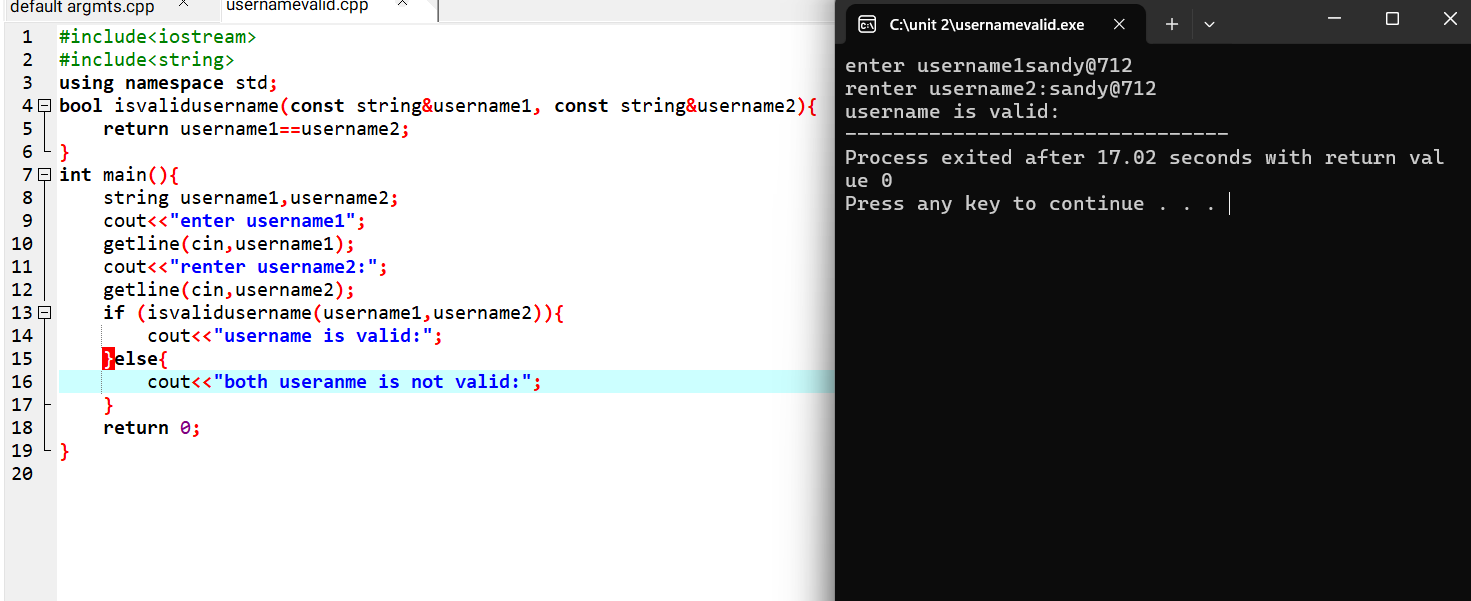 default argmts.cpp
usernamevalid.cpp
1 #include<iostream>
2 #include<string>
3 using namespace std;
4 bool isvalidusername(const string&username1, const string&username2){
5 return username1==username2;
6 }
7 int main(){
8 string username1,username2;
9 cout<<"enter username1";
10 getline(cin,username1);
11 cout<<"renter username2:";
12 getline(cin,username2);
13 if (isvalidusername(username1,username2)){
14 cout<<"username is valid:";
15 }else{
16 cout<<"both useranme is not valid:";
17 }
18 return 0;
19 }
20
C:\unit 2\usernamevalid.exe
enter username1sandy@712
renter username2:sandy@712
username is valid:
--------------------------------
Process exited after 17.02 seconds with return val
ue 0
Press any key to continue . . .